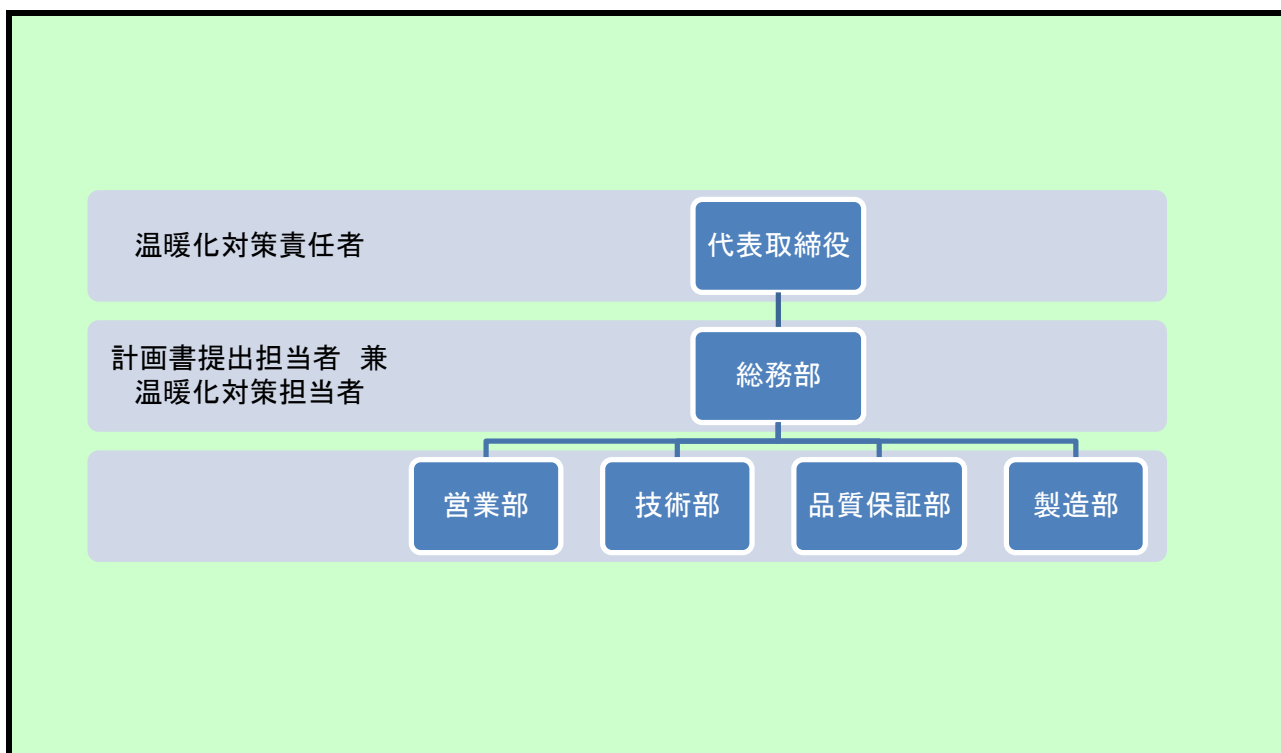 温暖化対策責任者
代表取締役
計画書提出担当者　兼
温暖化対策担当者
総務部
営業部
技術部
品質保証部
製造部